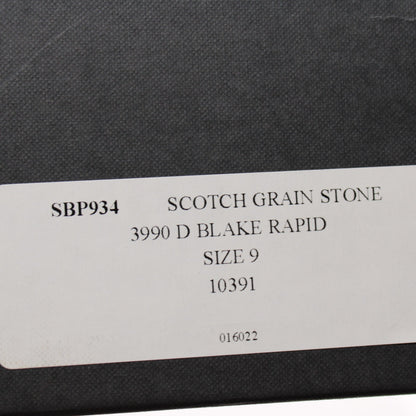 SBP934 SCOTCH GRAIN STONE
3990 D BLAKE RAPID
SIZE 9
10391
016022